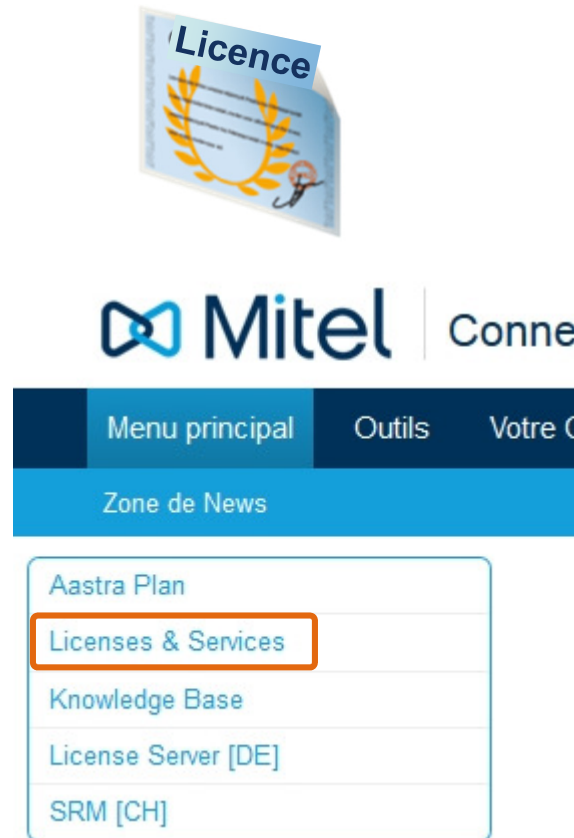 Licence
Mitel Conne
Menu principal Outils Votre
Zone de News
Aastra Plan
Licenses & Services
Knowledge Base
License Server [DE]
SRM [CH]